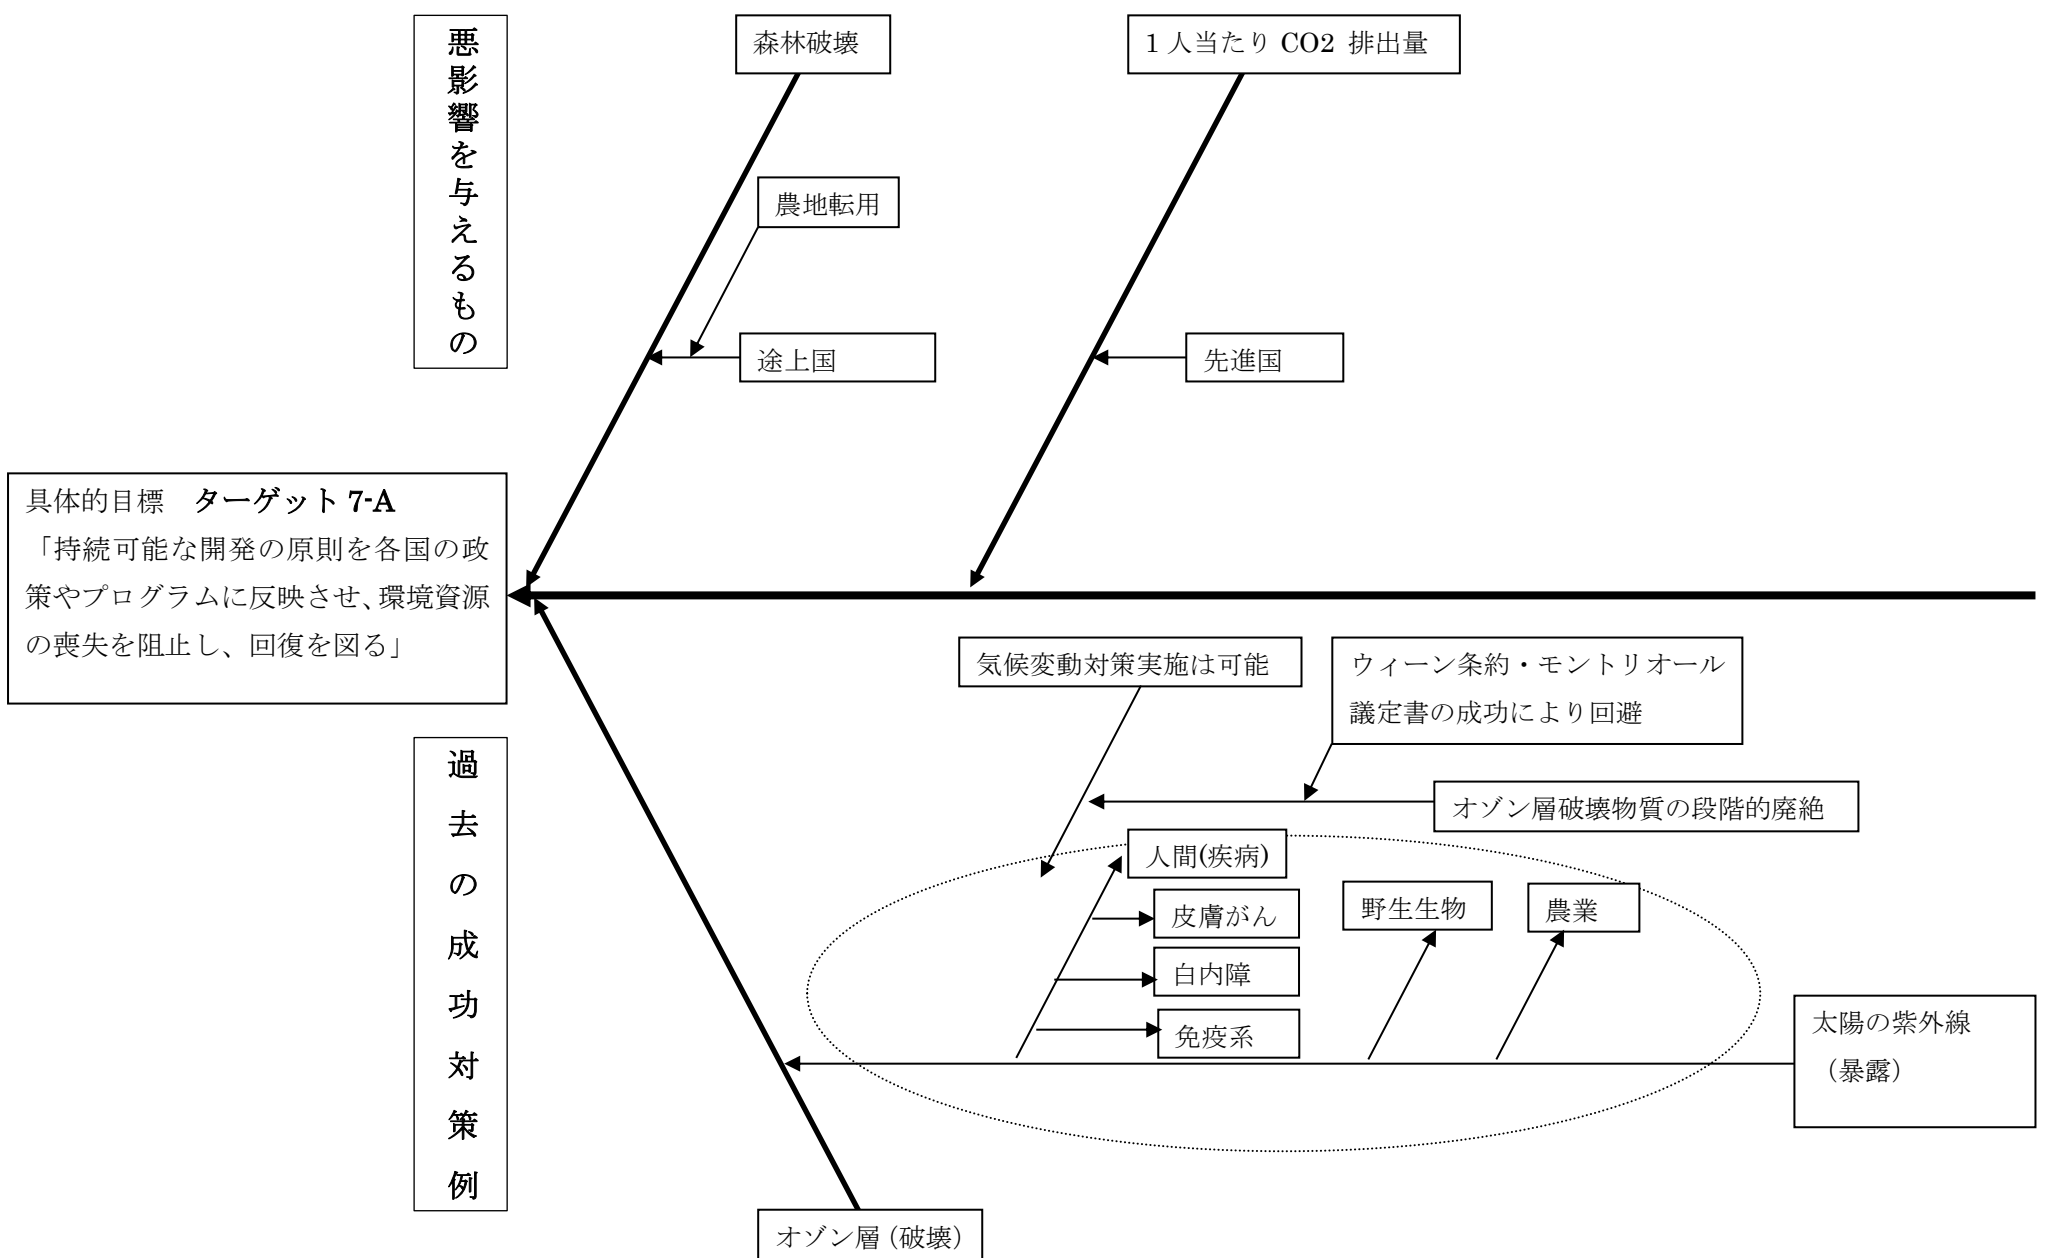 悪影響を与えるもの
森林破壊
1人当たり CO2 排出量
農地転用
途上国
先進国
具体的目標　ターゲット 7-A
「持続可能な開発の原則を各国の政
策やプログラムに反映させ、環境資源
の喪失を阻止し、回復を図る」
過去の成功対策例
気候変動対策実施は可能
ウィーン条約・モントリオール
議定書の成功により回避
オゾン層破壊物質の段階的廃絶
人間(疾病)
皮膚がん
白内障
免疫系
野生生物
農業
太陽の紫外線
（暴露）
オゾン層（破壊）